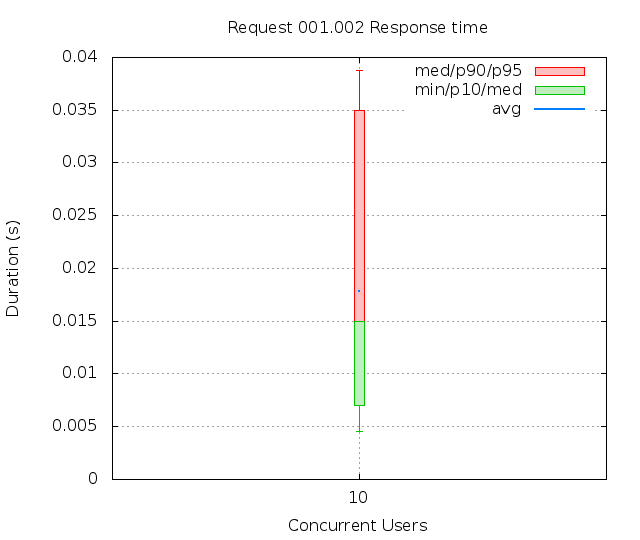 Request 001.002 Response time
med/p90/p95
min/p10/med
avg
0.04
0.035
0.03
0.025
0.02
0.015
0.01
0.005
0
Duration (s)
10
Concurrent Users